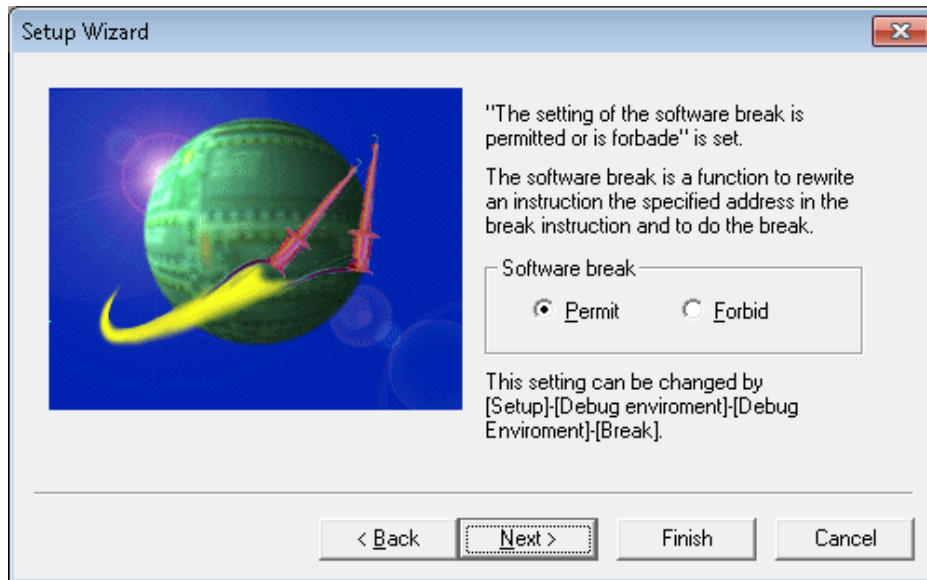 Setup Wizard
"The setting of the software break is
permitted or is forbade" is set.
The software break is a function to rewrite
an instruction the specified address in the
break instruction and to do the break.
Software break
Permit
Forbid
This setting can be changed by
[Setup]-[Debug enviroment]-[Debug
Enviroment]-[Break].
< Back
Next >
Finish
Cancel